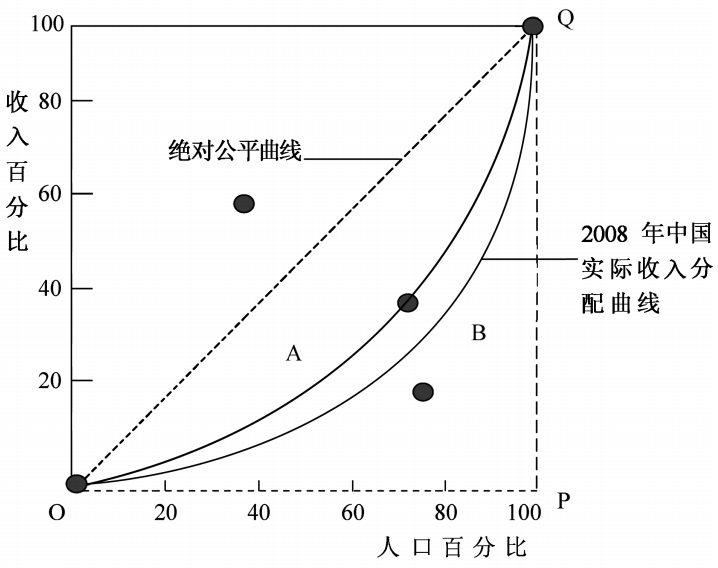 100
Q
收入百分比
80
绝对公平曲线
60
2008 年中国
实际收入分
配曲线
40
A
B
20
O
20
40
60
80
100
P
人口百分比